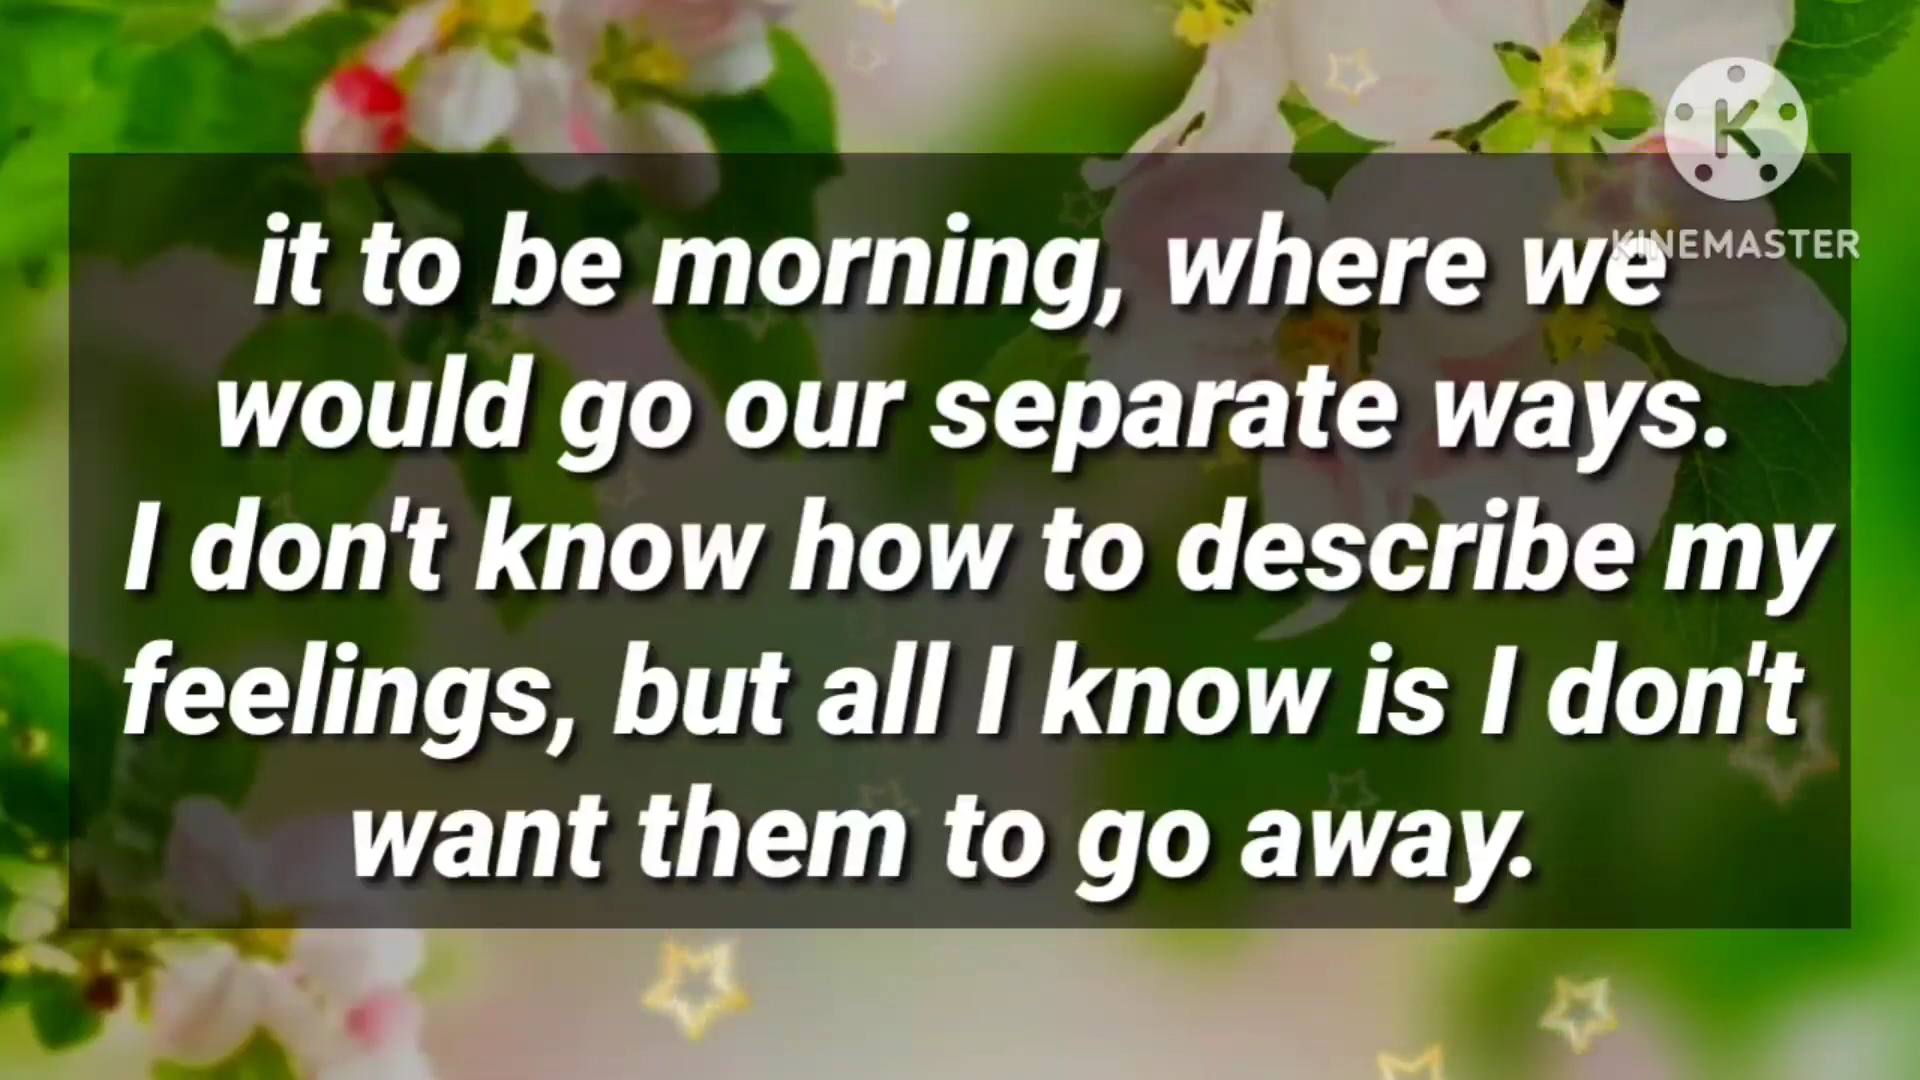 K
KINEMASTER
it to be morning, where we
would go our separate ways.
I don't know how to describe my
feelings, but all I know is I don't
want them to go away.